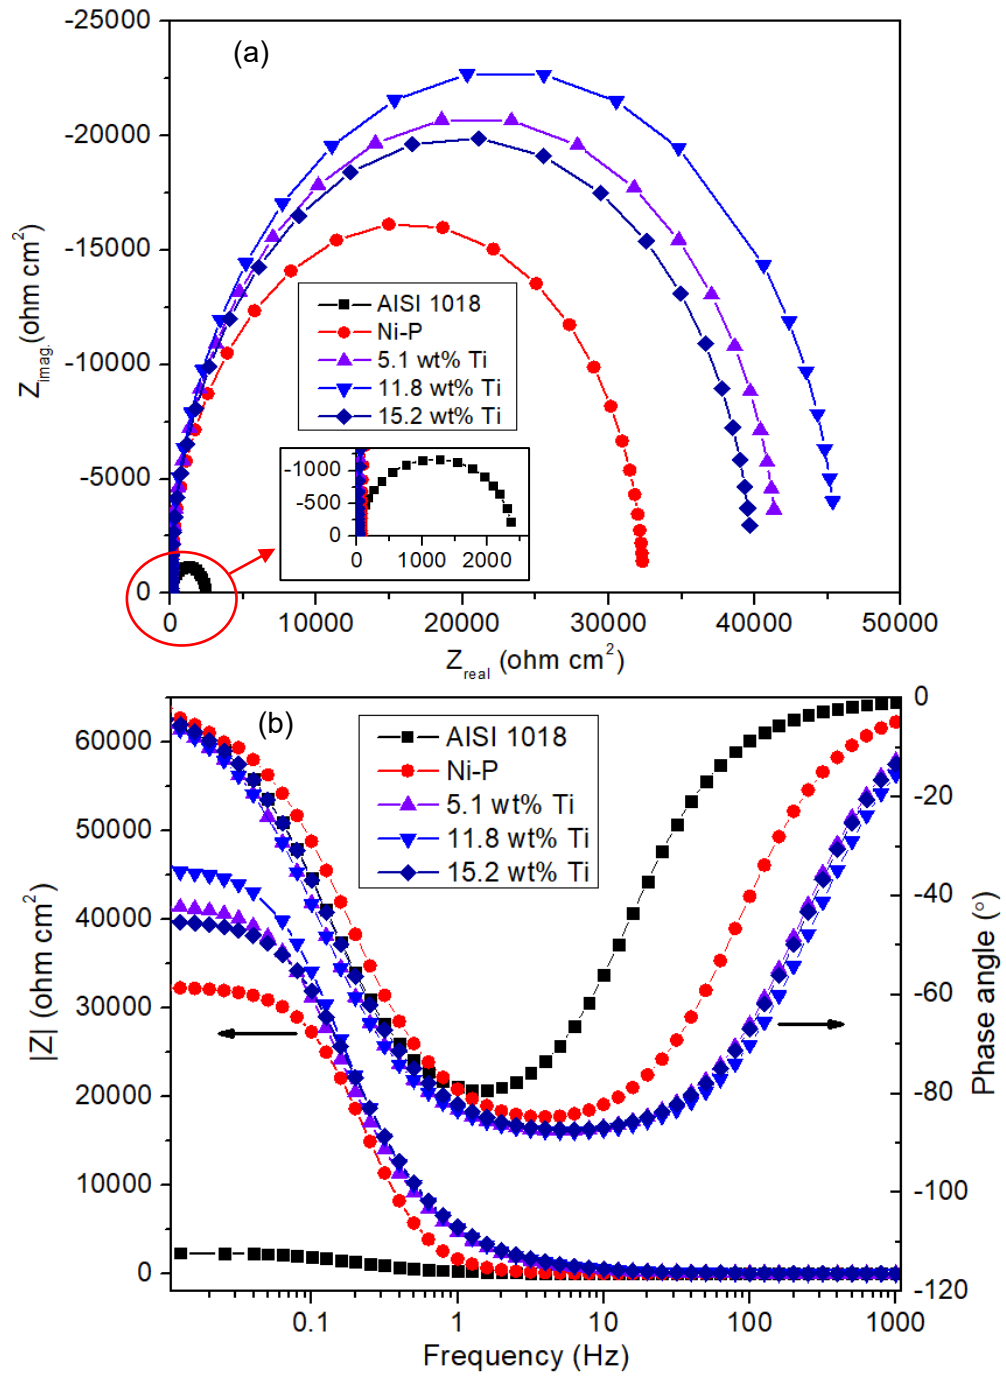 (a)
-25000
-20000
-15000
-10000
-5000
0
Z_Imag.(ohm cm²)
AISI 1018
Ni-P
5.1 wt% Ti
11.8 wt% Ti
15.2 wt% Ti
-1000
-500
0
0 1000 2000
0 10000 20000 30000 40000 50000
Z_real (ohm cm²)
(b)
60000
50000
40000
30000
20000
10000
0
|Z| (ohm cm²)
AISI 1018
Ni-P
5.1 wt% Ti
11.8 wt% Ti
15.2 wt% Ti
0
-20
-40
-60
-80
-100
-120
Phase angle (°)
0.1 1 10 100 1000
Frequency (Hz)